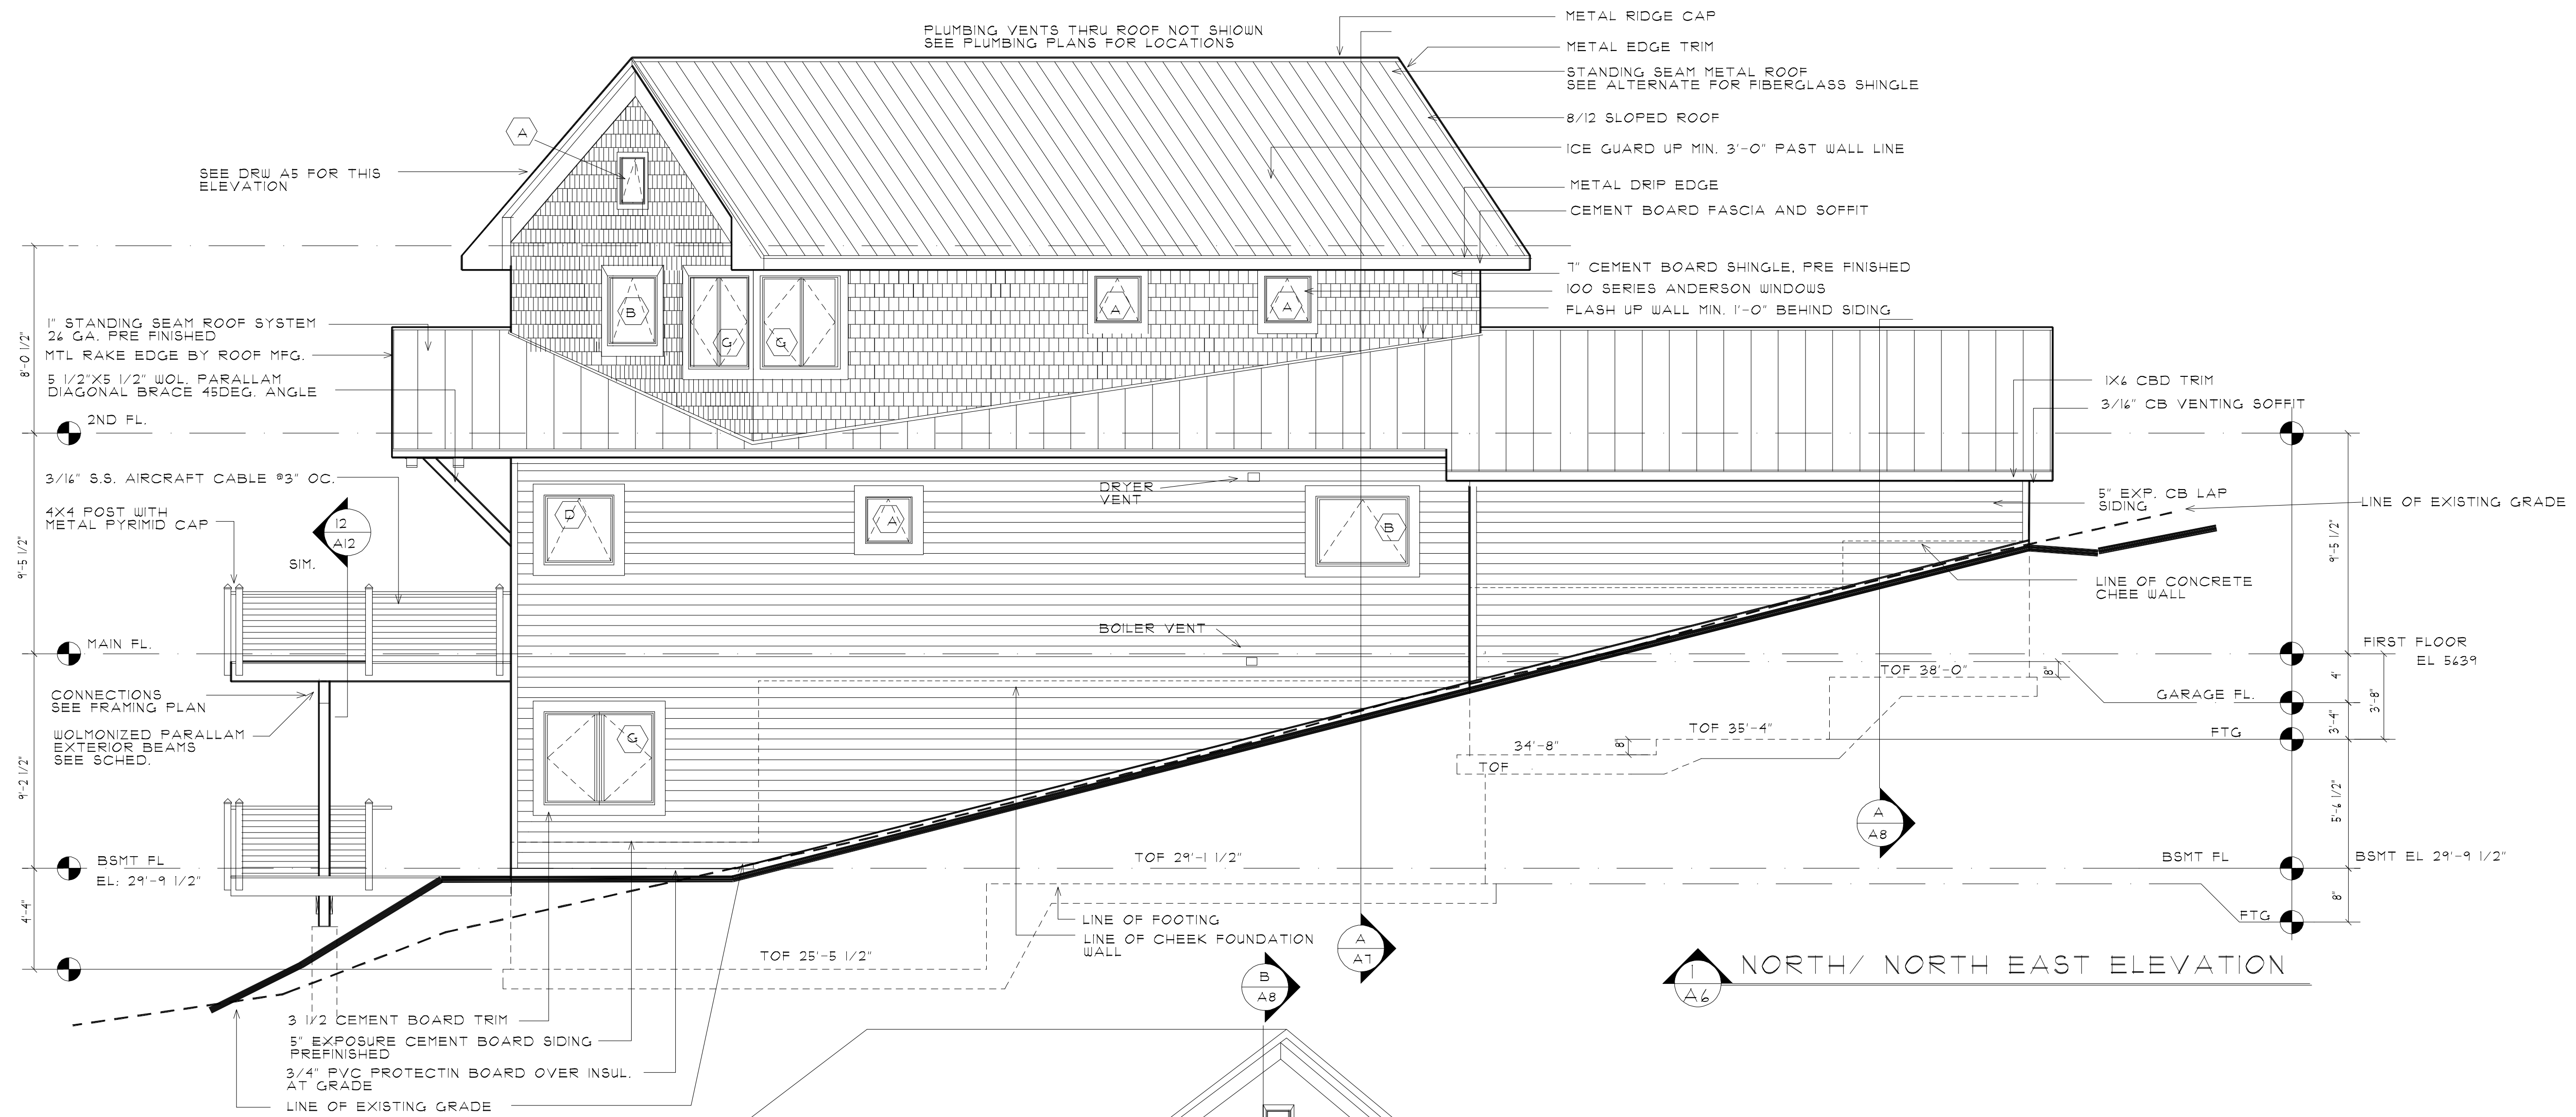 PLUMBING VENTS THRU ROOF NOT SHIOWN
SEE PLUMBING PLANS FOR LOCATIONS
METAL RIDGE CAP
METAL EDGE TRIM
STANDING SEAM METAL ROOF
SEE ALTERNATE FOR FIBERGLASS SHINGLE
8/12 SLOPED ROOF
ICE GUARD UP MIN. 3'-0" PAST WALL LINE
METAL DRIP EDGE
CEMENT BOARD FASCIA AND SOFFIT
7" CEMENT BOARD SHINGLE, PRE FINISHED
100 SERIES ANDERSON WINDOWS
FLASH UP WALL MIN. 1'-0" BEHIND SIDING
A
SEE DRW A5 FOR THIS
ELEVATION
B
G
G
A
A
8'-0 1/2"
1" STANDING SEAM ROOF SYSTEM
26 GA. PRE FINISHED
MTL RAKE EDGE BY ROOF MFG.
5 1/2"X5 1/2" WOL. PARALLAM
DIAGONAL BRACE 45DEG. ANGLE
2ND FL.
1X6 CBD TRIM
3/16" CB VENTING SOFFIT
3/16" S.S. AIRCRAFT CABLE @3" OC.
4X4 POST WITH
METAL PYRIMID CAP
12
A12
SIM.
9'-5 1/2"
D
A
B
DRYER
VENT
5" EXP. CB LAP
SIDING
LINE OF EXISTING GRADE
9'-5 1/2"
LINE OF CONCRETE
CHEE WALL
BOILER VENT
MAIN FL.
FIRST FLOOR
EL 5639
CONNECTIONS
SEE FRAMING PLAN
WOLMONIZED PARALLAM
EXTERIOR BEAMS
SEE SCHED.
9'-2 1/2"
G
TOF 38'-0"
8"
GARAGE FL.
4'
3'-8"
3'-4"
TOF 35'-4"
FTG
34'-8"
8"
TOF
5'-6 1/2"
A
A8
BSMT FL
EL: 29'-9 1/2"
TOF 29'-1 1/2"
BSMT FL
BSMT EL 29'-9 1/2"
4'-4"
8"
FTG
LINE OF FOOTING
LINE OF CHEEK FOUNDATION
WALL
TOF 25'-5 1/2"
A
A7
B
A8
1
A6
NORTH/ NORTH EAST ELEVATION
3 1/2 CEMENT BOARD TRIM
5" EXPOSURE CEMENT BOARD SIDING
PREFINISHED
3/4" PVC PROTECTIN BOARD OVER INSUL.
AT GRADE
LINE OF EXISTING GRADE